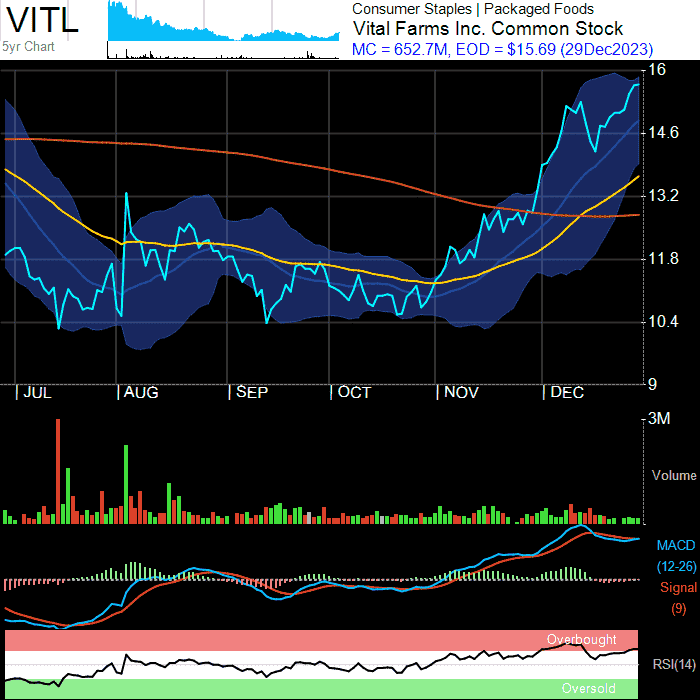 VITL
5yr Chart
Consumer Staples | Packaged Foods
Vital Farms Inc. Common Stock
MC = 652.7M, EOD = $15.69 (29Dec2023)
16
14.6
13.2
11.8
10.4
9
| JUL | AUG | SEP | OCT | NOV | DEC
3M
Volume
MACD
(12-26)
Signal
(9)
Overbought
RSI(14)
Oversold